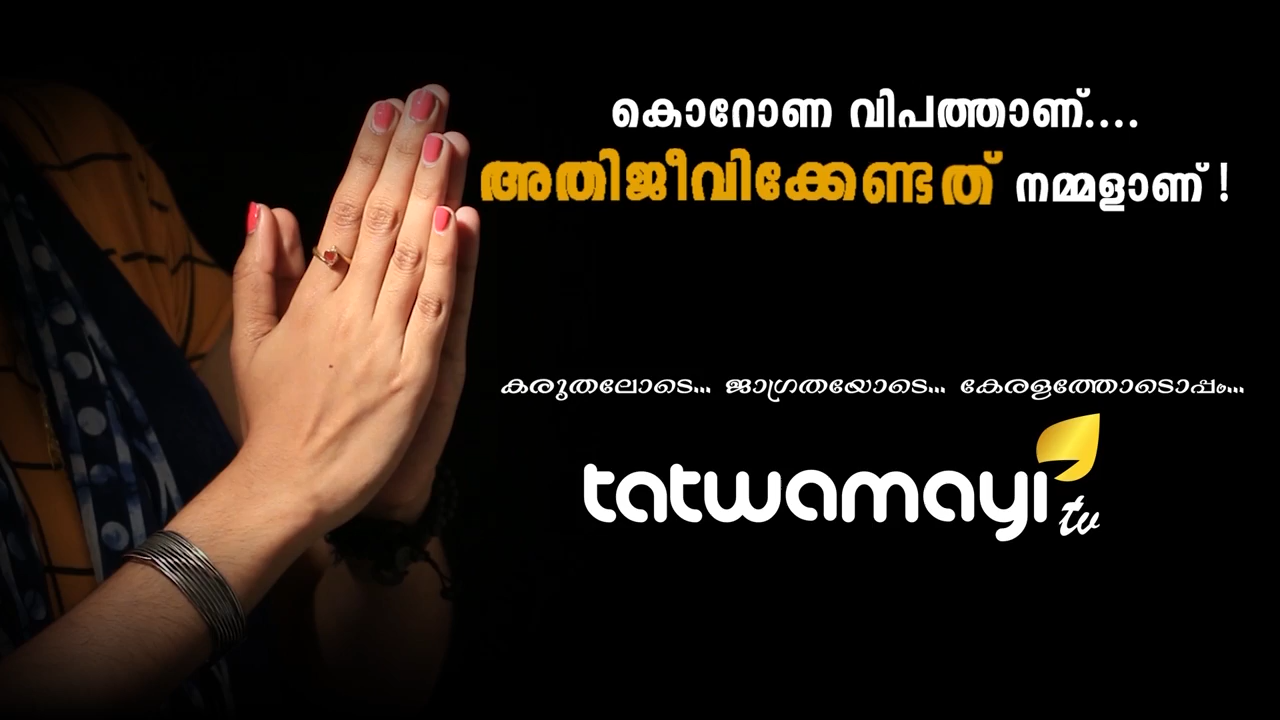 കൊറോണ വിപത്താണ്....
അതിജീവിക്കേണ്ടത് നമ്മളാണ് !
കരുതലോടെ... ജാഗ്രതയോടെ... കേരളത്തോടൊപ്പം...
tatwamayi
tv